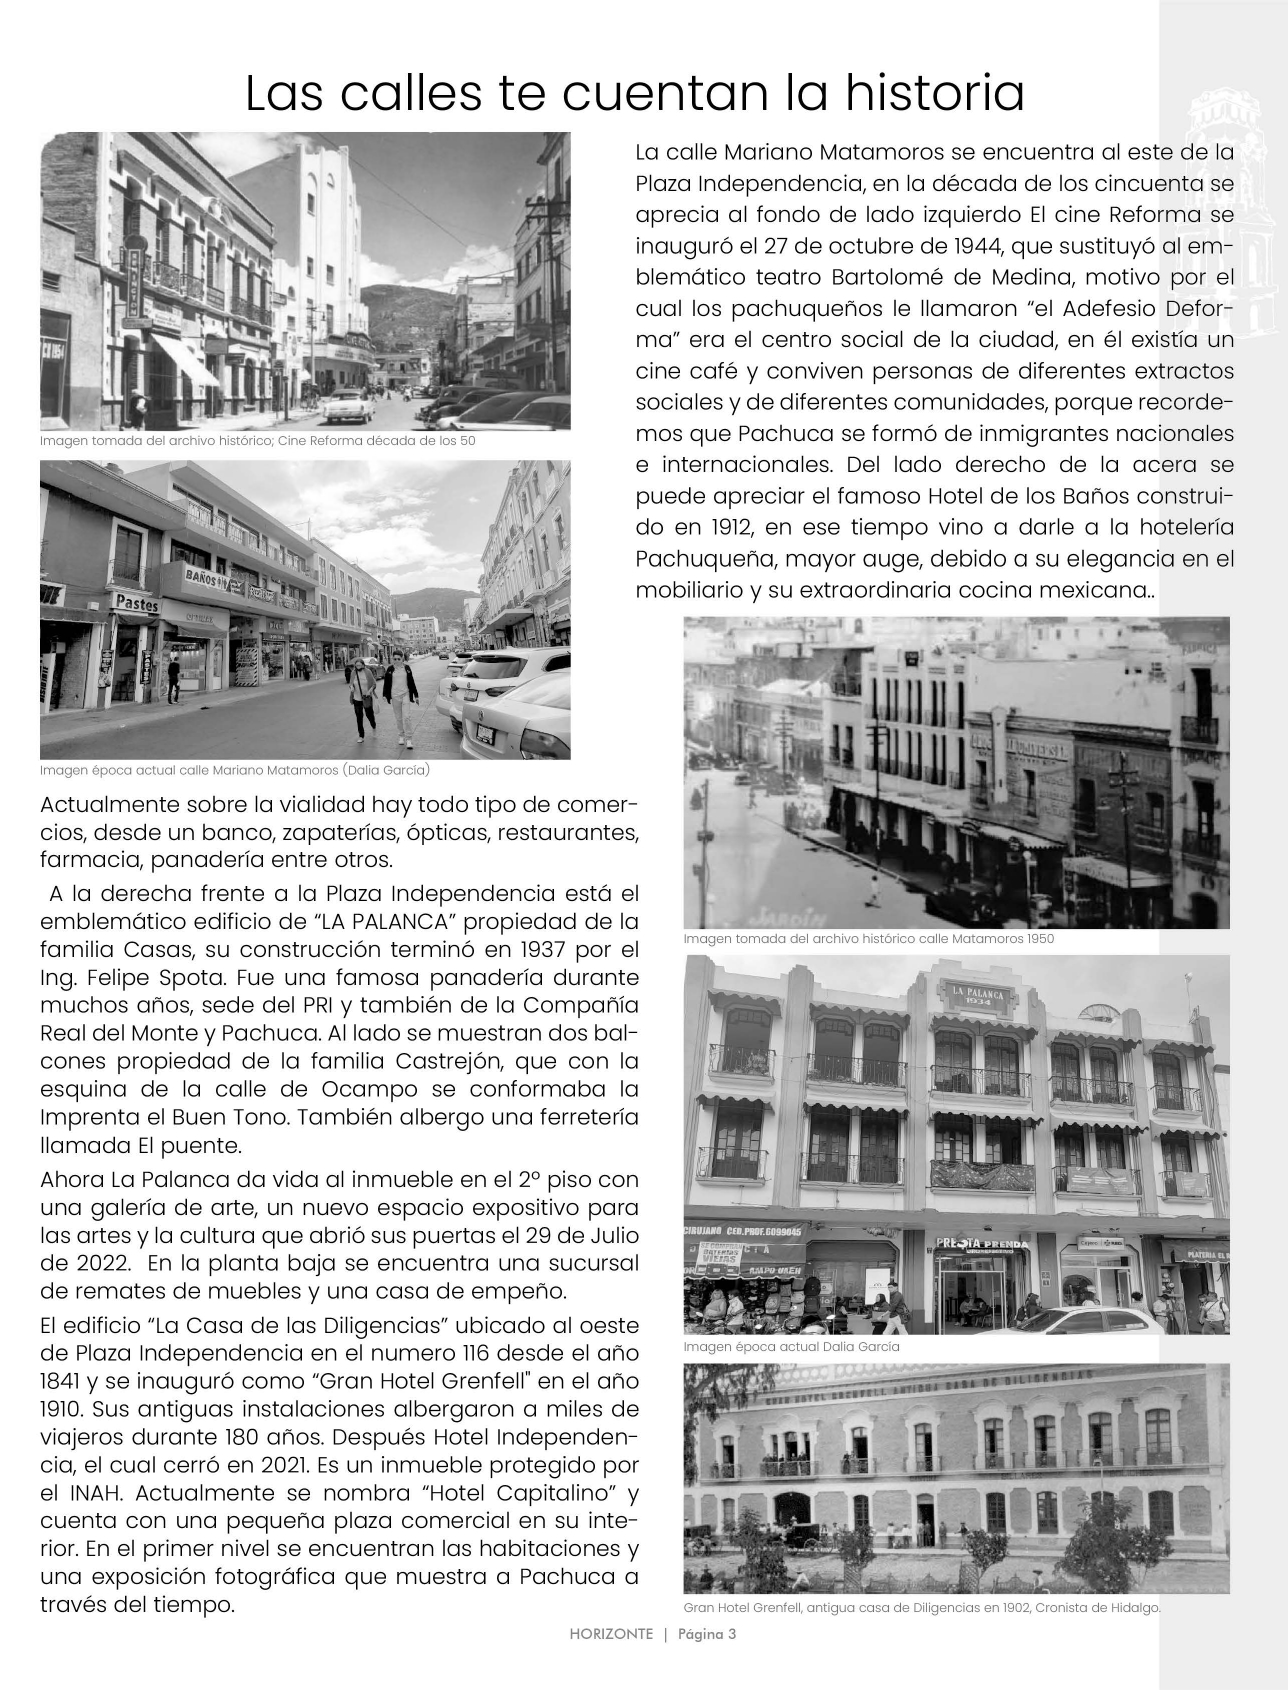 Las calles te cuentan la historia
Imagen tomada del archivo histórico; Cine Reforma década de los 50
BAÑOS
Pastes
Imagen época actual calle Mariano Matamoros (Dalia García)
La calle Mariano Matamoros se encuentra al este de la
Plaza Independencia, en la década de los cincuenta se
aprecia al fondo de lado izquierdo El cine Reforma se
inauguró el 27 de octubre de 1944, que sustituyó al em-
blemático teatro Bartolomé de Medina, motivo por el
cual los pachuqueños le llamaron “el Adefesio Defor-
ma” era el centro social de la ciudad, en él existía un
cine café y conviven personas de diferentes extractos
sociales y de diferentes comunidades, porque recorde-
mos que Pachuca se formó de inmigrantes nacionales
e internacionales. Del lado derecho de la acera se
puede apreciar el famoso Hotel de los Baños construi-
do en 1912, en ese tiempo vino a darle a la hotelería
Pachuqueña, mayor auge, debido a su elegancia en el
mobiliario y su extraordinaria cocina mexicana..
JARDÍN
Imagen tomada del archivo histórico calle Matamoros 1950
Actualmente sobre la vialidad hay todo tipo de comer-
cios, desde un banco, zapaterías, ópticas, restaurantes,
farmacia, panadería entre otros.
A la derecha frente a la Plaza Independencia está el
emblemático edificio de “LA PALANCA” propiedad de la
familia Casas, su construcción terminó en 1937 por el
Ing. Felipe Spota. Fue una famosa panadería durante
muchos años, sede del PRI y también de la Compañía
Real del Monte y Pachuca. Al lado se muestran dos bal-
cones propiedad de la familia Castrejón, que con la
esquina de la calle de Ocampo se conformaba la
Imprenta el Buen Tono. También albergo una ferretería
llamada El puente.
Ahora La Palanca da vida al inmueble en el 2º piso con
una galería de arte, un nuevo espacio expositivo para
las artes y la cultura que abrió sus puertas el 29 de Julio
de 2022.  En la planta baja se encuentra una sucursal
de remates de muebles y una casa de empeño.
El edificio “La Casa de las Diligencias” ubicado al oeste
de Plaza Independencia en el numero 116 desde el año
1841 y se inauguró como “Gran Hotel Grenfell" en el año
1910. Sus antiguas instalaciones albergaron a miles de
viajeros durante 180 años. Después Hotel Independen-
cia, el cual cerró en 2021. Es un inmueble protegido por
el INAH. Actualmente se nombra “Hotel Capitalino” y
cuenta con una pequeña plaza comercial en su inte-
rior. En el primer nivel se encuentran las habitaciones y
una exposición fotográfica que muestra a Pachuca a
través del tiempo.
LA PALANCA
1934
CIRUJANO CED.PROF.6099045
PRESTA PRENDA
PLATERIA EL
Imagen época actual Dalia García
Gran Hotel Grenfell, antigua casa de Diligencias en 1902, Cronista de Hidalgo.
HORIZONTE | Página 3